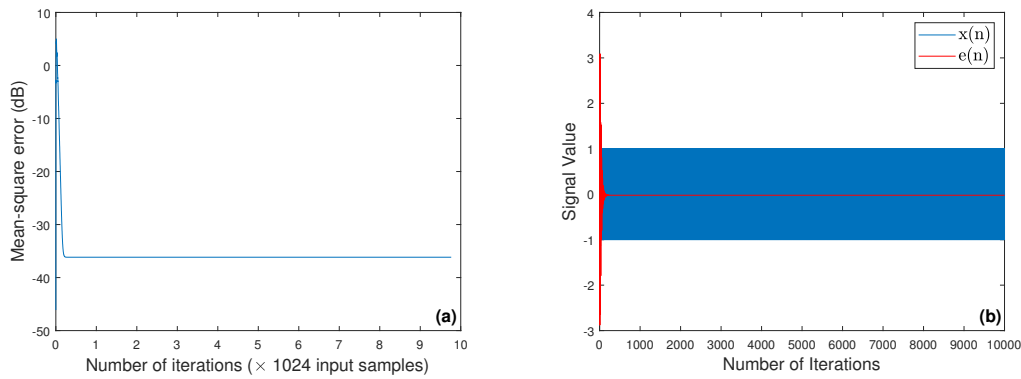 10
0
-10
-20
-30
-40
-50
Mean-square error (dB)
0 1 2 3 4 5 6 7 8 9 10
Number of iterations (× 1024 input samples)
(a)
4
3
2
1
0
-1
-2
-3
Signal Value
0 1000 2000 3000 4000 5000 6000 7000 8000 9000 10000
Number of Iterations
x(n)
e(n)
(b)